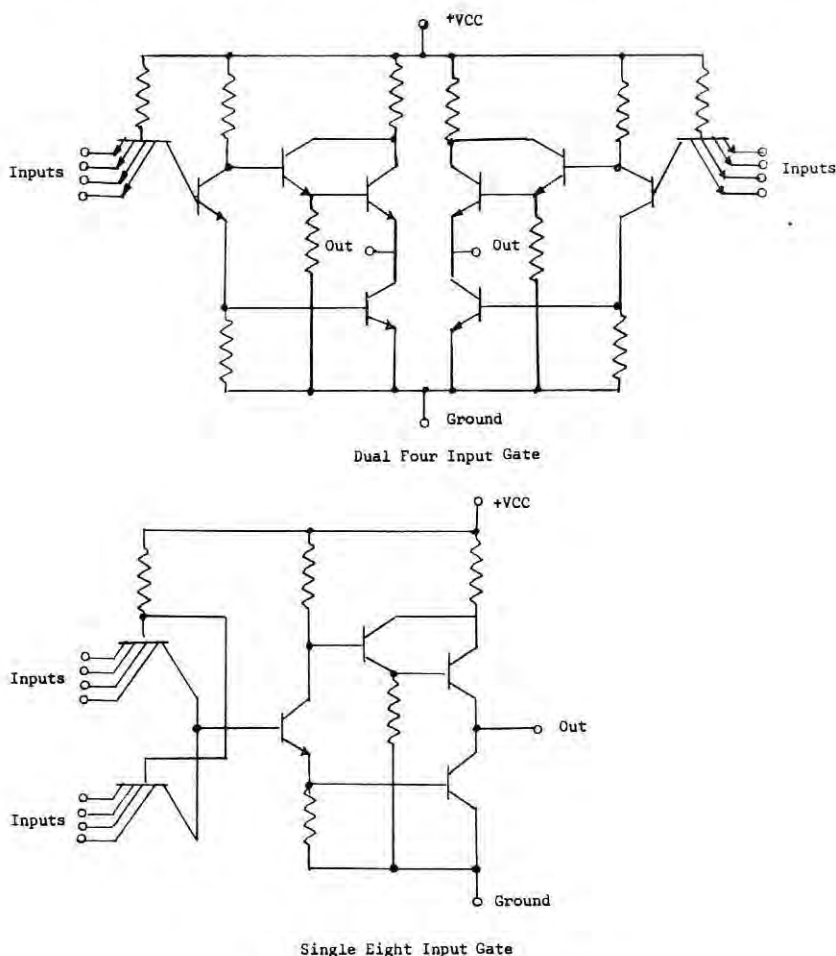 +VCC
Inputs
Inputs
Out
Out
Ground
Dual Four Input Gate
+VCC
Inputs
Out
Inputs
Ground
Single Eight Input Gate